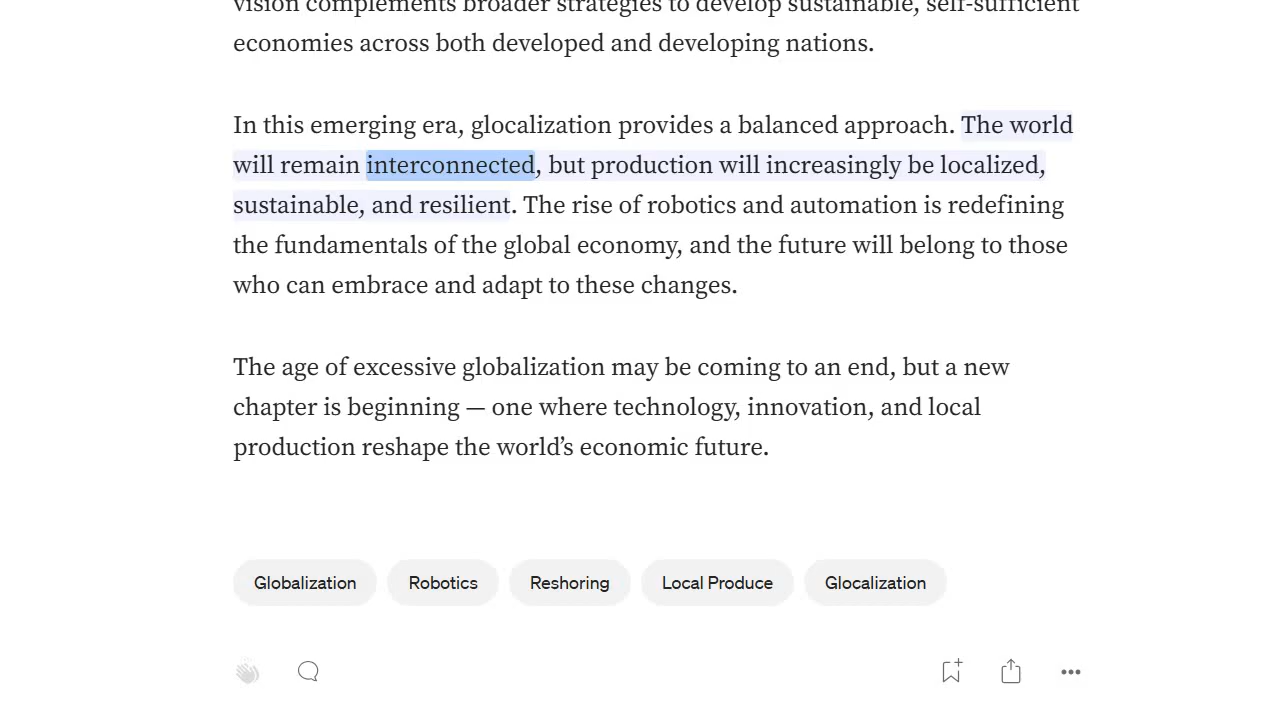 vision complements broader strategies to develop sustainable, self-sufficient
economies across both developed and developing nations.
In this emerging era, glocalization provides a balanced approach. The world
will remain interconnected, but production will increasingly be localized,
sustainable, and resilient. The rise of robotics and automation is redefining
the fundamentals of the global economy, and the future will belong to those
who can embrace and adapt to these changes.
The age of excessive globalization may be coming to an end, but a new
chapter is beginning — one where technology, innovation, and local
production reshape the world’s economic future.
Globalization Robotics Reshoring Local Produce Glocalization